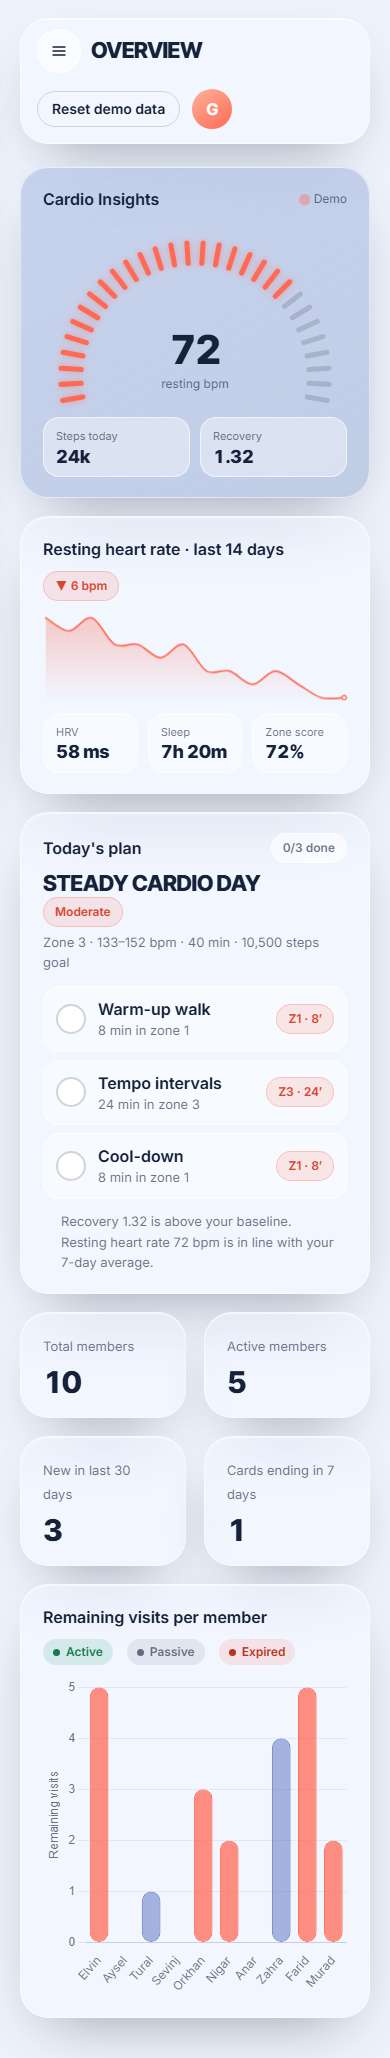 OVERVIEW
Reset demo data
G
Cardio Insights
Demo
72
resting bpm
Steps today
24k
Recovery
1.32
Resting heart rate · last 14 days
▼ 6 bpm
HRV
58 ms
Sleep
7h 20m
Zone score
72%
Today's plan
0/3 done
STEADY CARDIO DAY
Moderate
Zone 3 · 133–152 bpm · 40 min · 10,500 steps
goal
Warm-up walk
8 min in zone 1
Z1 · 8′
Tempo intervals
24 min in zone 3
Z3 · 24′
Cool-down
8 min in zone 1
Z1 · 8′
Recovery 1.32 is above your baseline.
Resting heart rate 72 bpm is in line with your
7-day average.
Total members
10
Active members
5
New in last 30
days
3
Cards ending in 7
days
1
Remaining visits per member
Active
Passive
Expired
Remaining visits
5
4
3
2
1
0
Elvin
Aysel
Tural
Sevinj
Orkhan
Nigar
Anar
Zahra
Farid
Murad